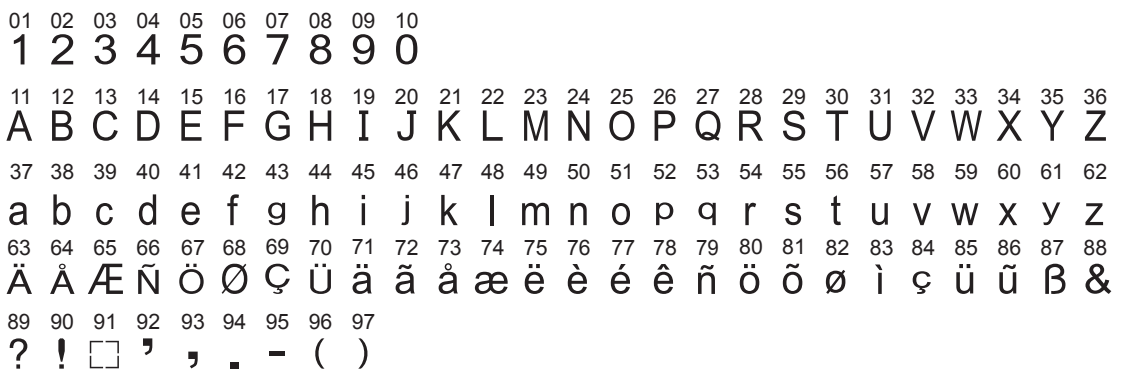 01 02 03 04 05 06 07 08 09 10
1 2 3 4 5 6 7 8 9 0
11 12 13 14 15 16 17 18 19 20 21 22 23 24 25 26 27 28 29 30 31 32 33 34 35 36
A B C D E F G H I J K L M N O P Q R S T U V W X Y Z
37 38 39 40 41 42 43 44 45 46 47 48 49 50 51 52 53 54 55 56 57 58 59 60 61 62
a b c d e f g h i j k l m n o p q r s t u v w x y z
63 64 65 66 67 68 69 70 71 72 73 74 75 76 77 78 79 80 81 82 83 84 85 86 87 88
Ä Å Æ Ñ Ö Ø Ç Ü ä ã å æ ë è é ê ñ ö õ ø ì ç ü ũ ß &
89 90 91 92 93 94 95 96 97
? ! ⛶ ’ , . - ( )